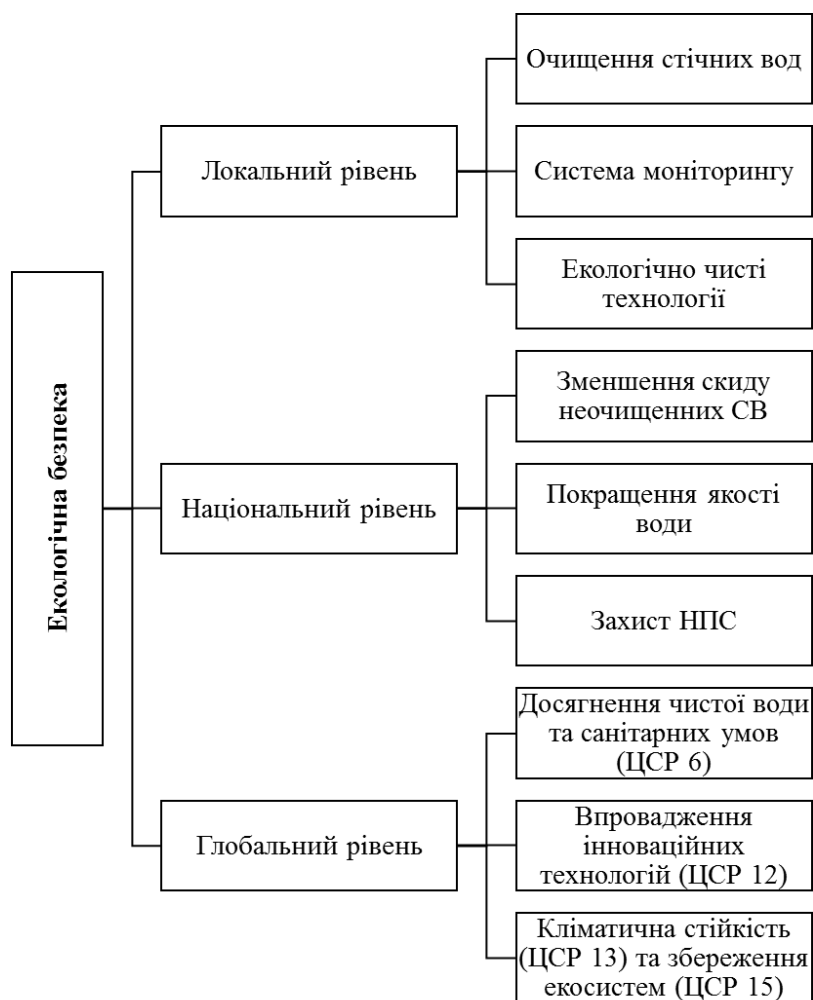 Екологічна безпека
Локальний рівень
Очищення стічних вод
Система моніторингу
Екологічно чисті
технології
Національний рівень
Зменшення скиду
неочищенних СВ
Покращення якості
води
Захист НПС
Глобальний рівень
Досягнення чистої води
та санітарних умов
(ЦСР 6)
Впровадження
інноваційних
технологій (ЦСР 12)
Кліматична стійкість
(ЦСР 13) та збереження
екосистем (ЦСР 15)